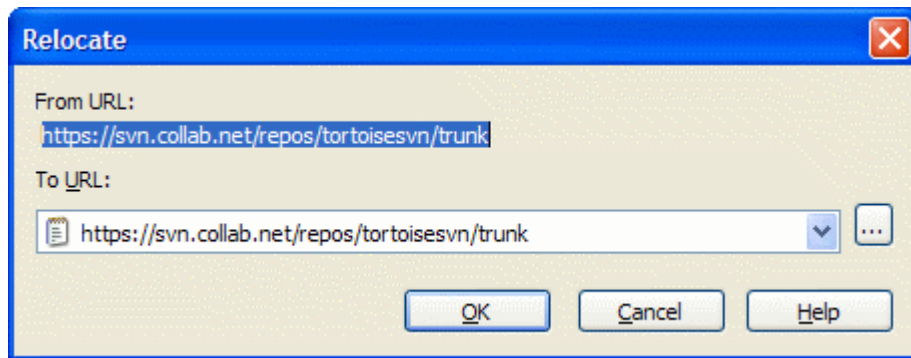 Relocate
From URL:
https://svn.collab.net/repos/tortoisesvn/trunk
To URL:
https://svn.collab.net/repos/tortoisesvn/trunk
...
OK
Cancel
Help